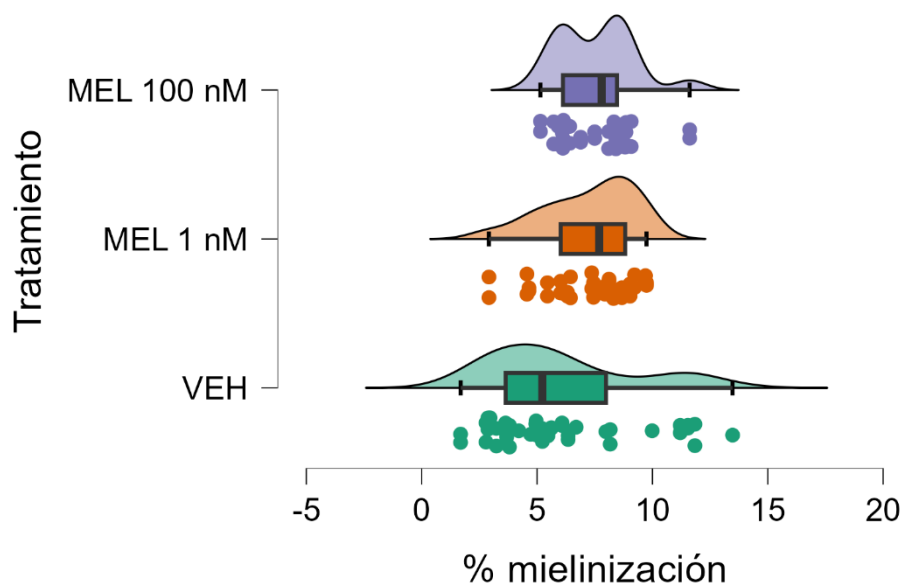 Tratamiento
MEL 100 nM
MEL 1 nM
VEH
-5 0 5 10 15 20
% mielinización